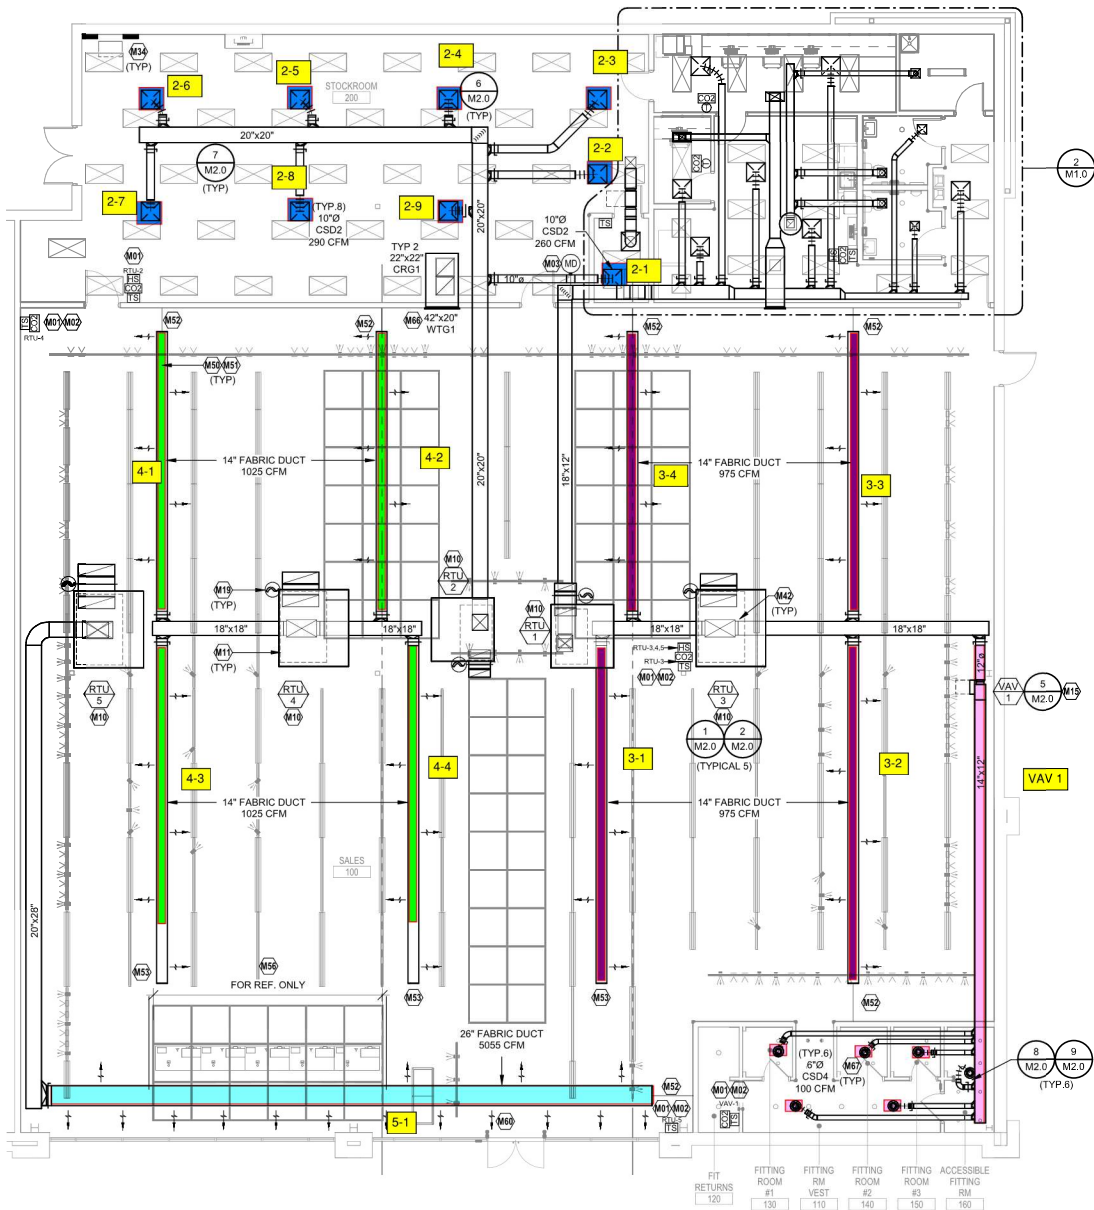 M34
(TYP)
2-6
2-5
2-4
2-3
STOCKROOM
200
6
M2.0
(TYP)
20"x20"
7
M2.0
(TYP)
2-2
CO2
T
CO2
T
2
M1.0
2-7
2-8
(TYP.8)
10"Ø
CSD2
290 CFM
2-9
20"x20"
10"Ø
CSD2
260 CFM
TS
TYP 2
22"x22"
CRG1
M01
RTU-2
HS
CO2
TS
M03
MD
2-1
10"ø
HS
CO2
TS
42"x20"
WTG1
TS
CO2
M01
M02
RTU-4
M52
M52
M66
M52
M52
M50
M51
(TYP)
14" FABRIC DUCT
1025 CFM
4-1
4-2
20"x20"
18"x12"
3-4
14" FABRIC DUCT
975 CFM
3-3
M19
(TYP)
M10
RTU
2
M10
RTU
1
M42
(TYP)
18"x18"
18"x18"
18"x18"
18"x18"
M11
(TYP)
RTU-3,4,5
HS
CO2
RTU-3
TS
M01
M02
12"ø
RTU
5
M10
RTU
4
M10
RTU
3
M10
1
M2.0
2
M2.0
(TYPICAL 5)
VAV
1
5
M2.0
M15
14"x12"
4-3
4-4
3-1
3-2
VAV 1
14" FABRIC DUCT
1025 CFM
14" FABRIC DUCT
975 CFM
SALES
100
20"x28"
M53
M56
FOR REF. ONLY
M53
M53
M52
26" FABRIC DUCT
5055 CFM
(TYP.6)
6"Ø
CSD4
100 CFM
M67
(TYP)
8
M2.0
9
M2.0
(TYP.6)
M52
M01
M02
RTU-5
TS
M01
M02
VAV-1
CO2
TS
5-1
M60
FIT
RETURNS
120
FITTING
ROOM
#1
130
FITTING
RM
VEST
110
FITTING
ROOM
#2
140
FITTING
ROOM
#3
150
ACCESSIBLE
FITTING
RM
160